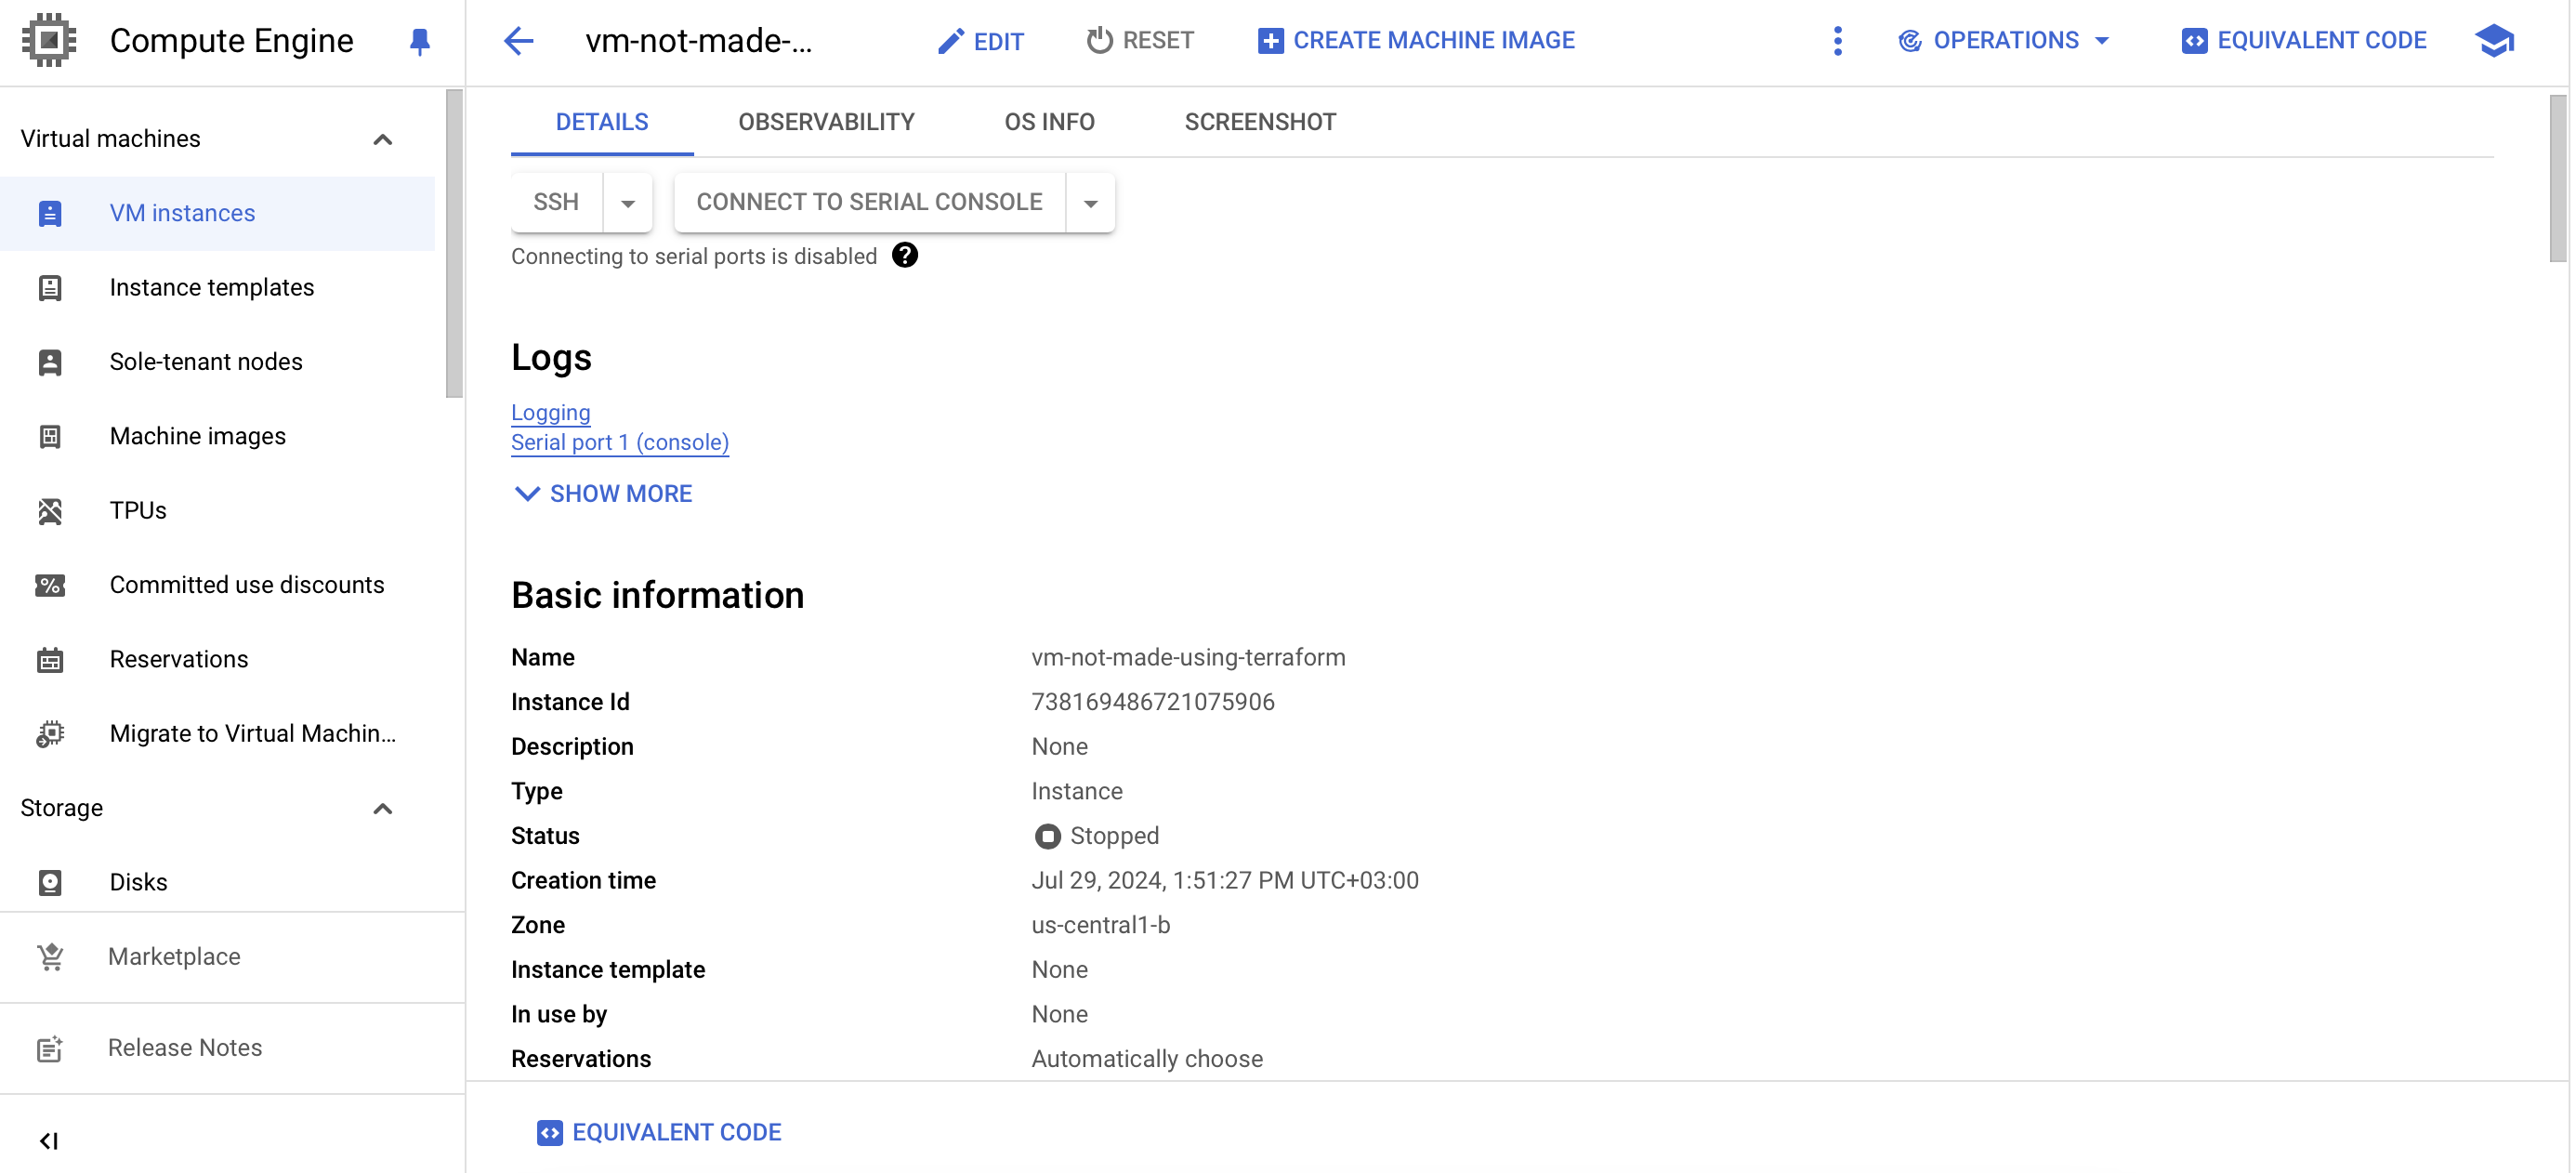 Compute Engine
vm-not-made-...
EDIT
RESET
CREATE MACHINE IMAGE
OPERATIONS
EQUIVALENT CODE
Virtual machines
VM instances
Instance templates
Sole-tenant nodes
Machine images
TPUs
Committed use discounts
Reservations
Migrate to Virtual Machin...
Storage
Disks
Marketplace
Release Notes
DETAILS
OBSERVABILITY
OS INFO
SCREENSHOT
SSH
CONNECT TO SERIAL CONSOLE
Connecting to serial ports is disabled ?
Logs
Logging
Serial port 1 (console)
SHOW MORE
Basic information
Name vm-not-made-using-terraform
Instance Id 738169486721075906
Description None
Type Instance
Status Stopped
Creation time Jul 29, 2024, 1:51:27 PM UTC+03:00
Zone us-central1-b
Instance template None
In use by None
Reservations Automatically choose
EQUIVALENT CODE